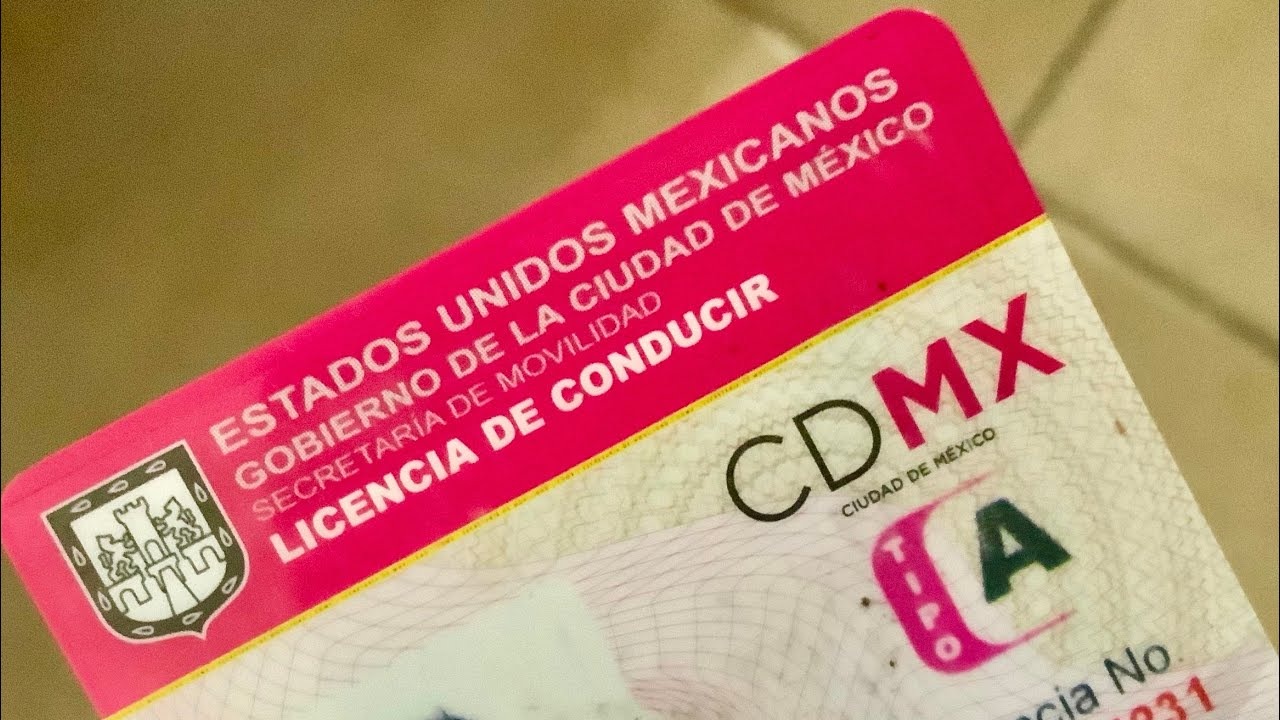 ESTADOS UNIDOS MEXICANOS
GOBIERNO DE LA CIUDAD DE MÉXICO
SECRETARÍA DE MOVILIDAD
LICENCIA DE CONDUCIR
CDMX
CIUDAD DE MÉXICO
TIPO A
No.